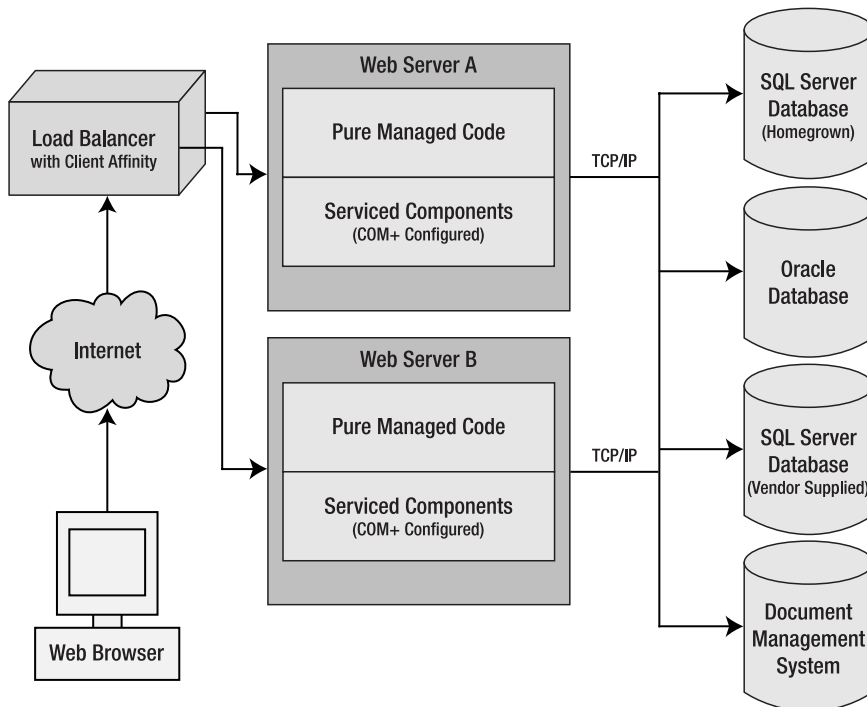 Load Balancer
with Client Affinity
Internet
Web Browser
Web Server A
Pure Managed Code
Serviced Components
(COM+ Configured)
TCP/IP
Web Server B
Pure Managed Code
Serviced Components
(COM+ Configured)
TCP/IP
SQL Server
Database
(Homegrown)
Oracle
Database
SQL Server
Database
(Vendor Supplied)
Document
Management
System